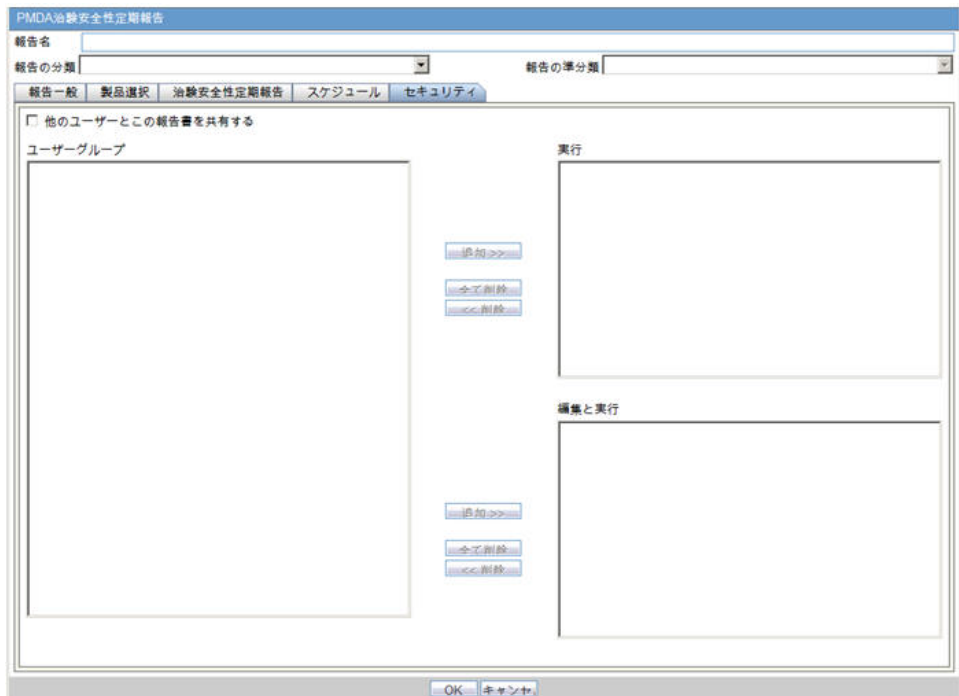 PMDA治験安全性定期報告
報告名
報告の分類 報告の準分類
報告一般 製品選択 治験安全性定期報告 スケジュール セキュリティ
他のユーザーとこの報告書を共有する
ユーザーグループ 実行
追加 >>
全て削除
<< 削除
編集と実行
追加 >>
全て削除
<< 削除
OK キャンセ.